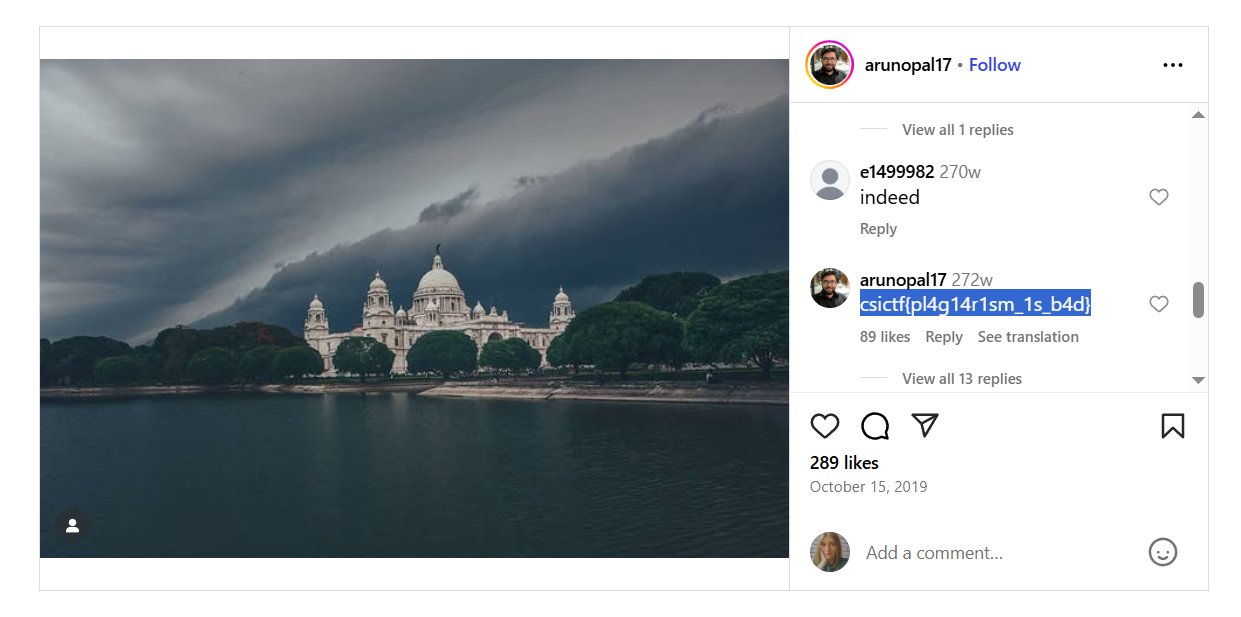 arunopal17 • Follow
View all 1 replies
e1499982 270w
indeed
Reply
arunopal17 272w
csictf{pl4g14r1sm_1s_b4d}
89 likes Reply See translation
View all 13 replies
289 likes
October 15, 2019
Add a comment...